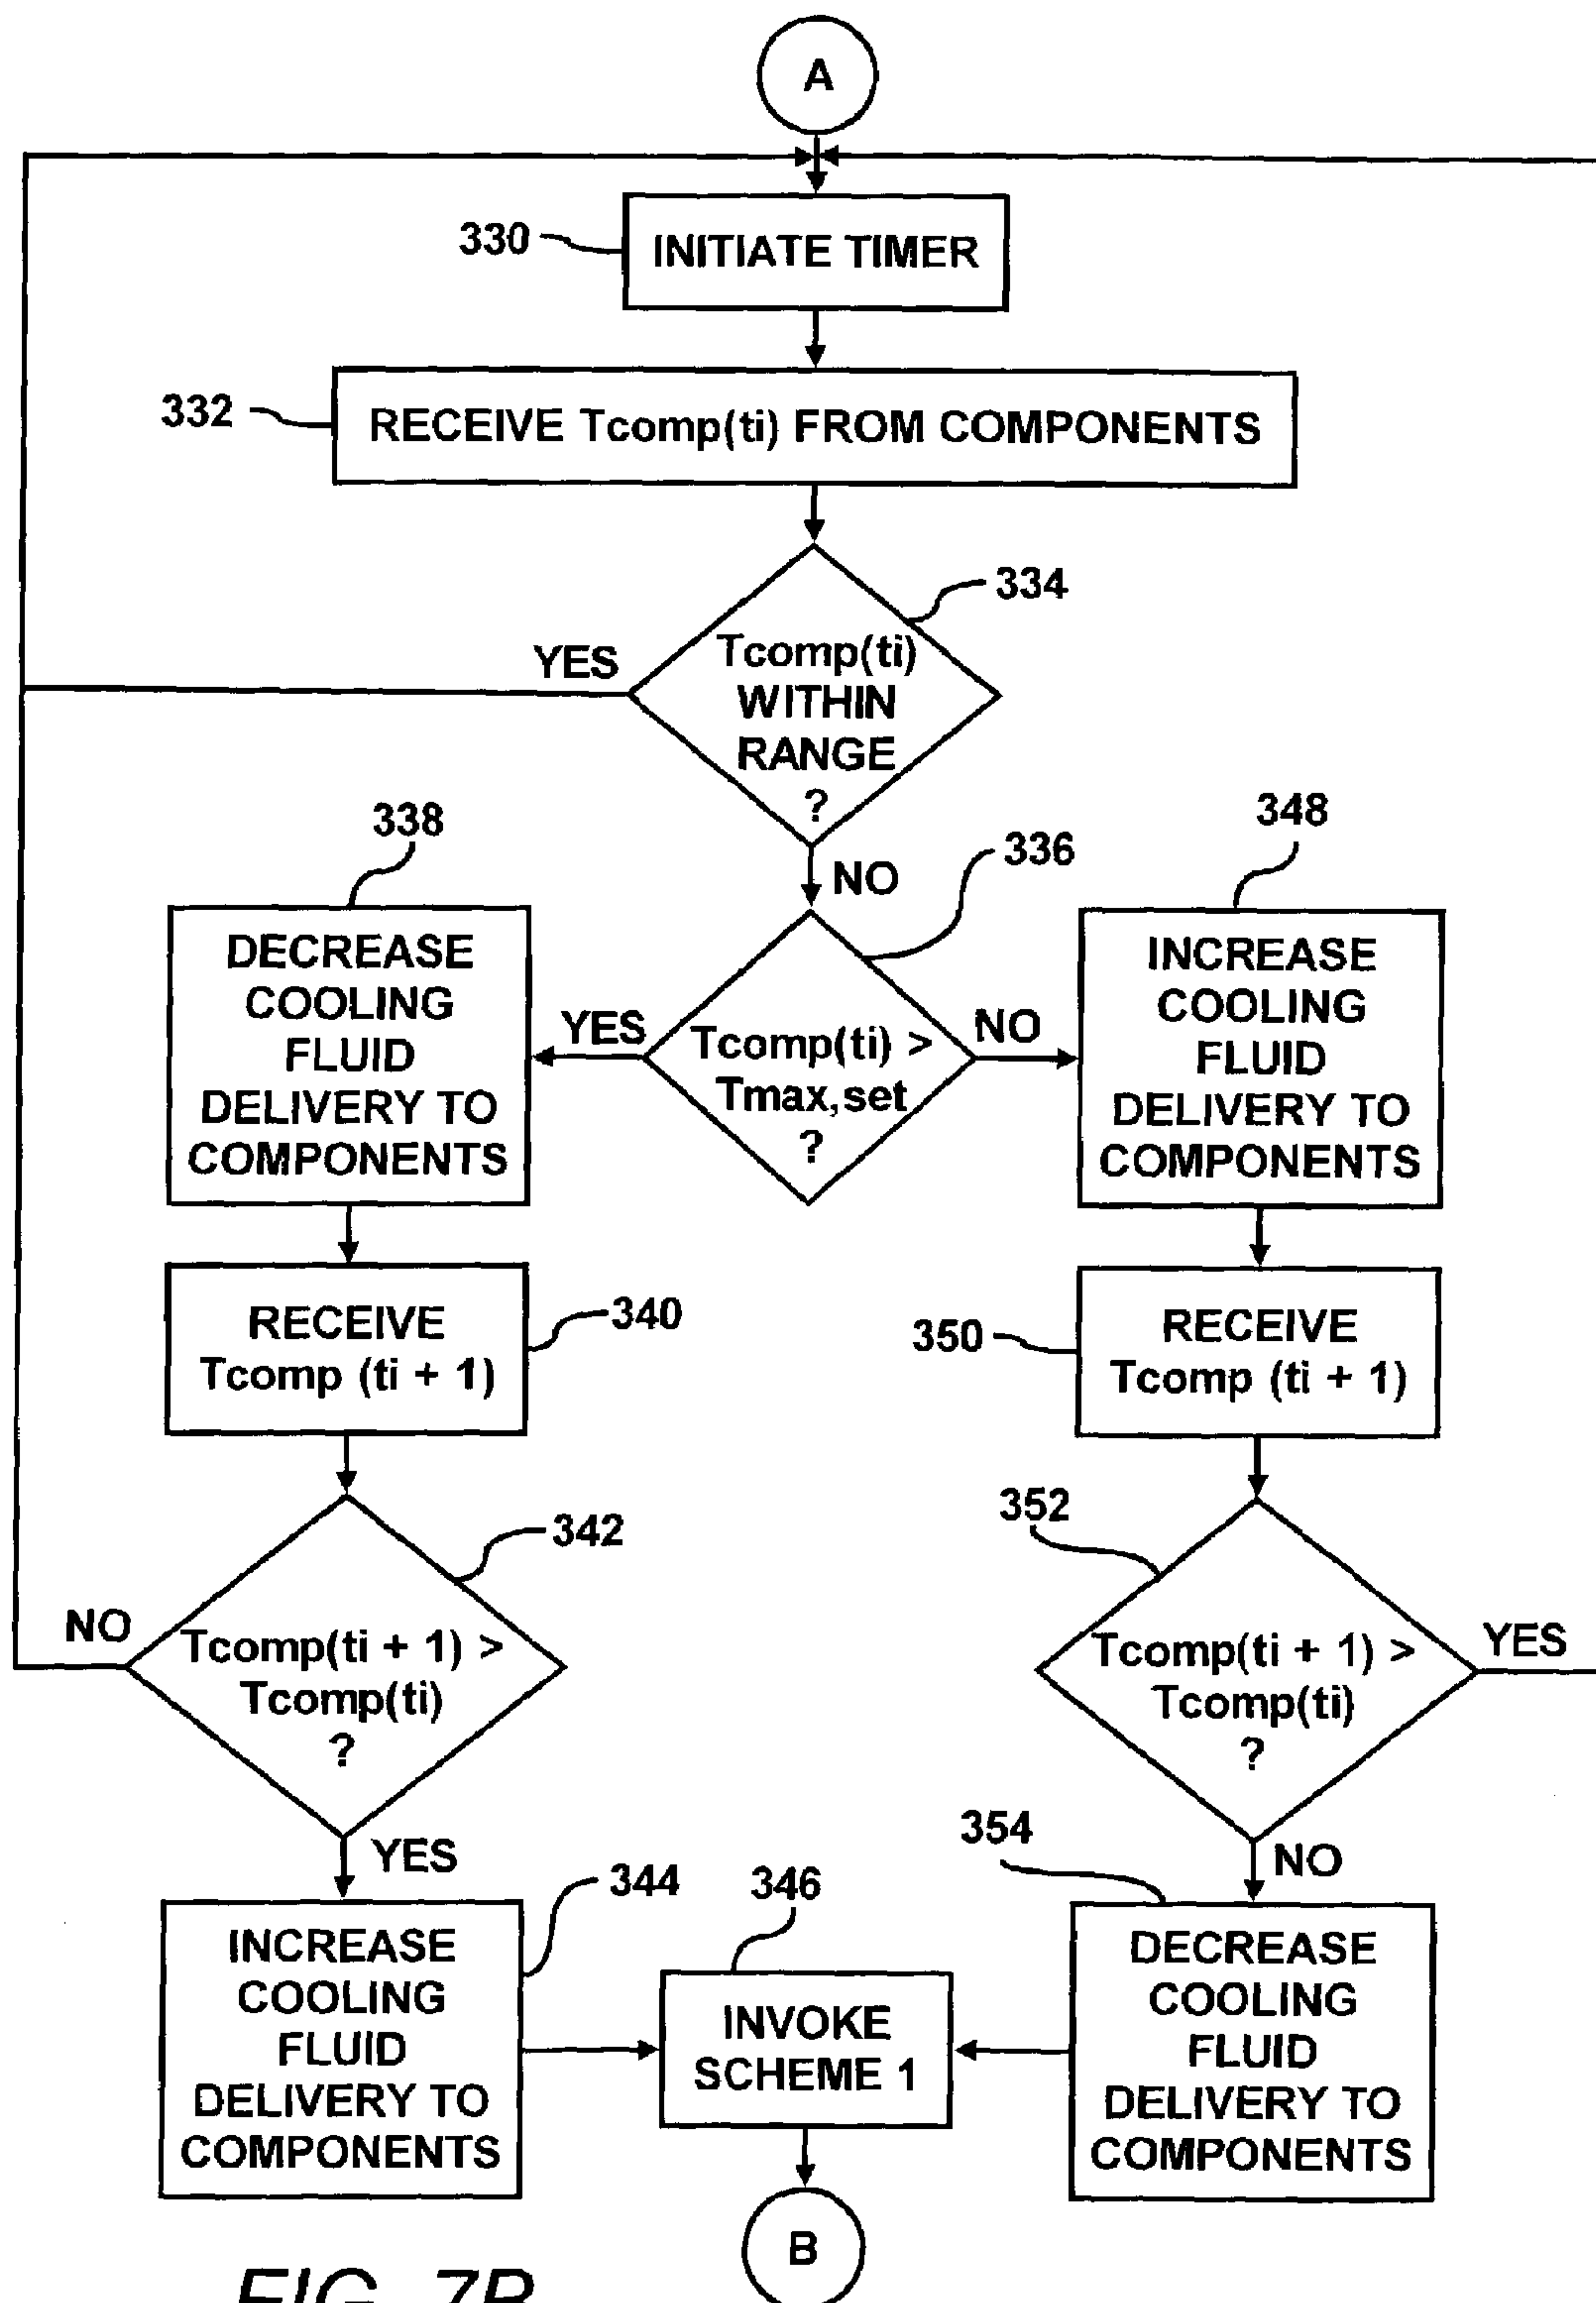 A
330
INITIATE TIMER
332
RECEIVE Tcomp(ti) FROM COMPONENTS
334
YES
Tcomp(ti)
WITHIN
RANGE
?
NO
338
336
348
DECREASE
COOLING
FLUID
DELIVERY TO
COMPONENTS
YES
Tcomp(ti) >
Tmax,set
?
NO
INCREASE
COOLING
FLUID
DELIVERY TO
COMPONENTS
RECEIVE
Tcomp (ti + 1)
340
350
RECEIVE
Tcomp (ti + 1)
342
352
NO
Tcomp(ti + 1) >
Tcomp(ti)
?
Tcomp(ti + 1) >
Tcomp(ti)
?
YES
YES
NO
344
346
354
INCREASE
COOLING
FLUID
DELIVERY TO
COMPONENTS
INVOKE
SCHEME 1
DECREASE
COOLING
FLUID
DELIVERY TO
COMPONENTS
B
FIG. 7B